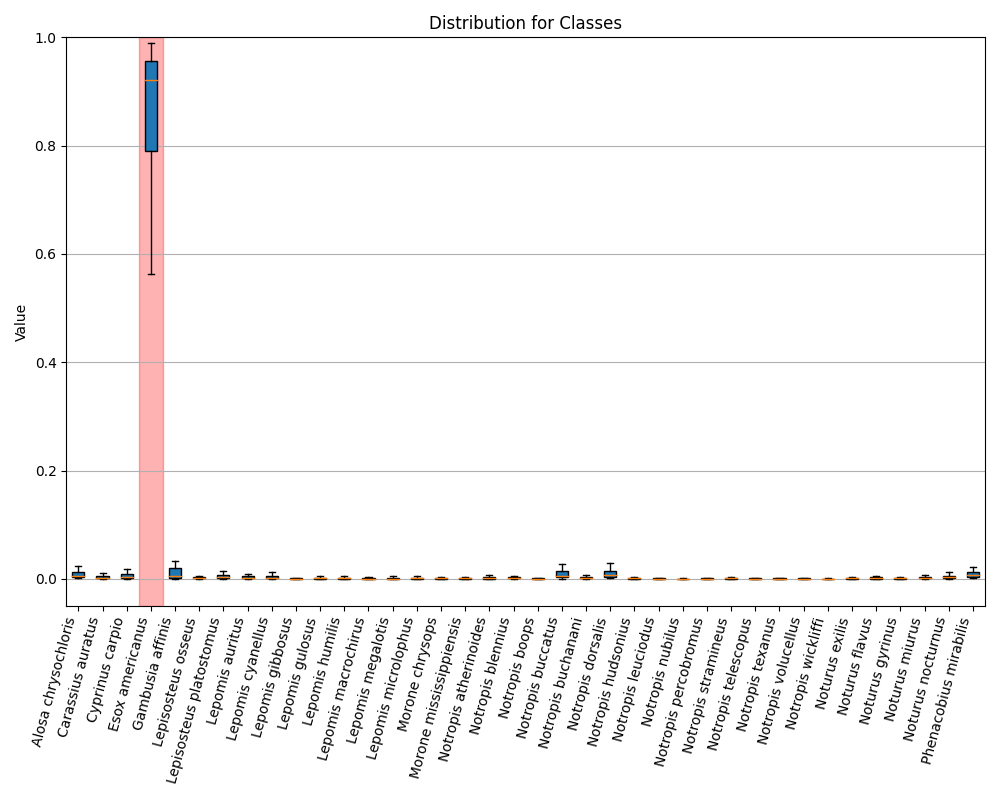 Distribution for Classes
Value
1.0
0.8
0.6
0.4
0.2
0.0
Alosa chrysochloris
Carassius auratus
Cyprinus carpio
Esox americanus
Gambusia affinis
Lepisosteus osseus
Lepisosteus platostomus
Lepomis auritus
Lepomis cyanellus
Lepomis gibbosus
Lepomis gulosus
Lepomis humilis
Lepomis macrochirus
Lepomis megalotis
Lepomis microlophus
Morone chrysops
Morone mississippiensis
Notropis atherinoides
Notropis blennius
Notropis boops
Notropis buccatus
Notropis buchanani
Notropis dorsalis
Notropis hudsonius
Notropis leuciodus
Notropis nubilus
Notropis percobromus
Notropis stramineus
Notropis telescopus
Notropis texanus
Notropis volucellus
Notropis wickliffi
Noturus exilis
Noturus flavus
Noturus gyrinus
Noturus miurus
Noturus nocturnus
Phenacobius mirabilis